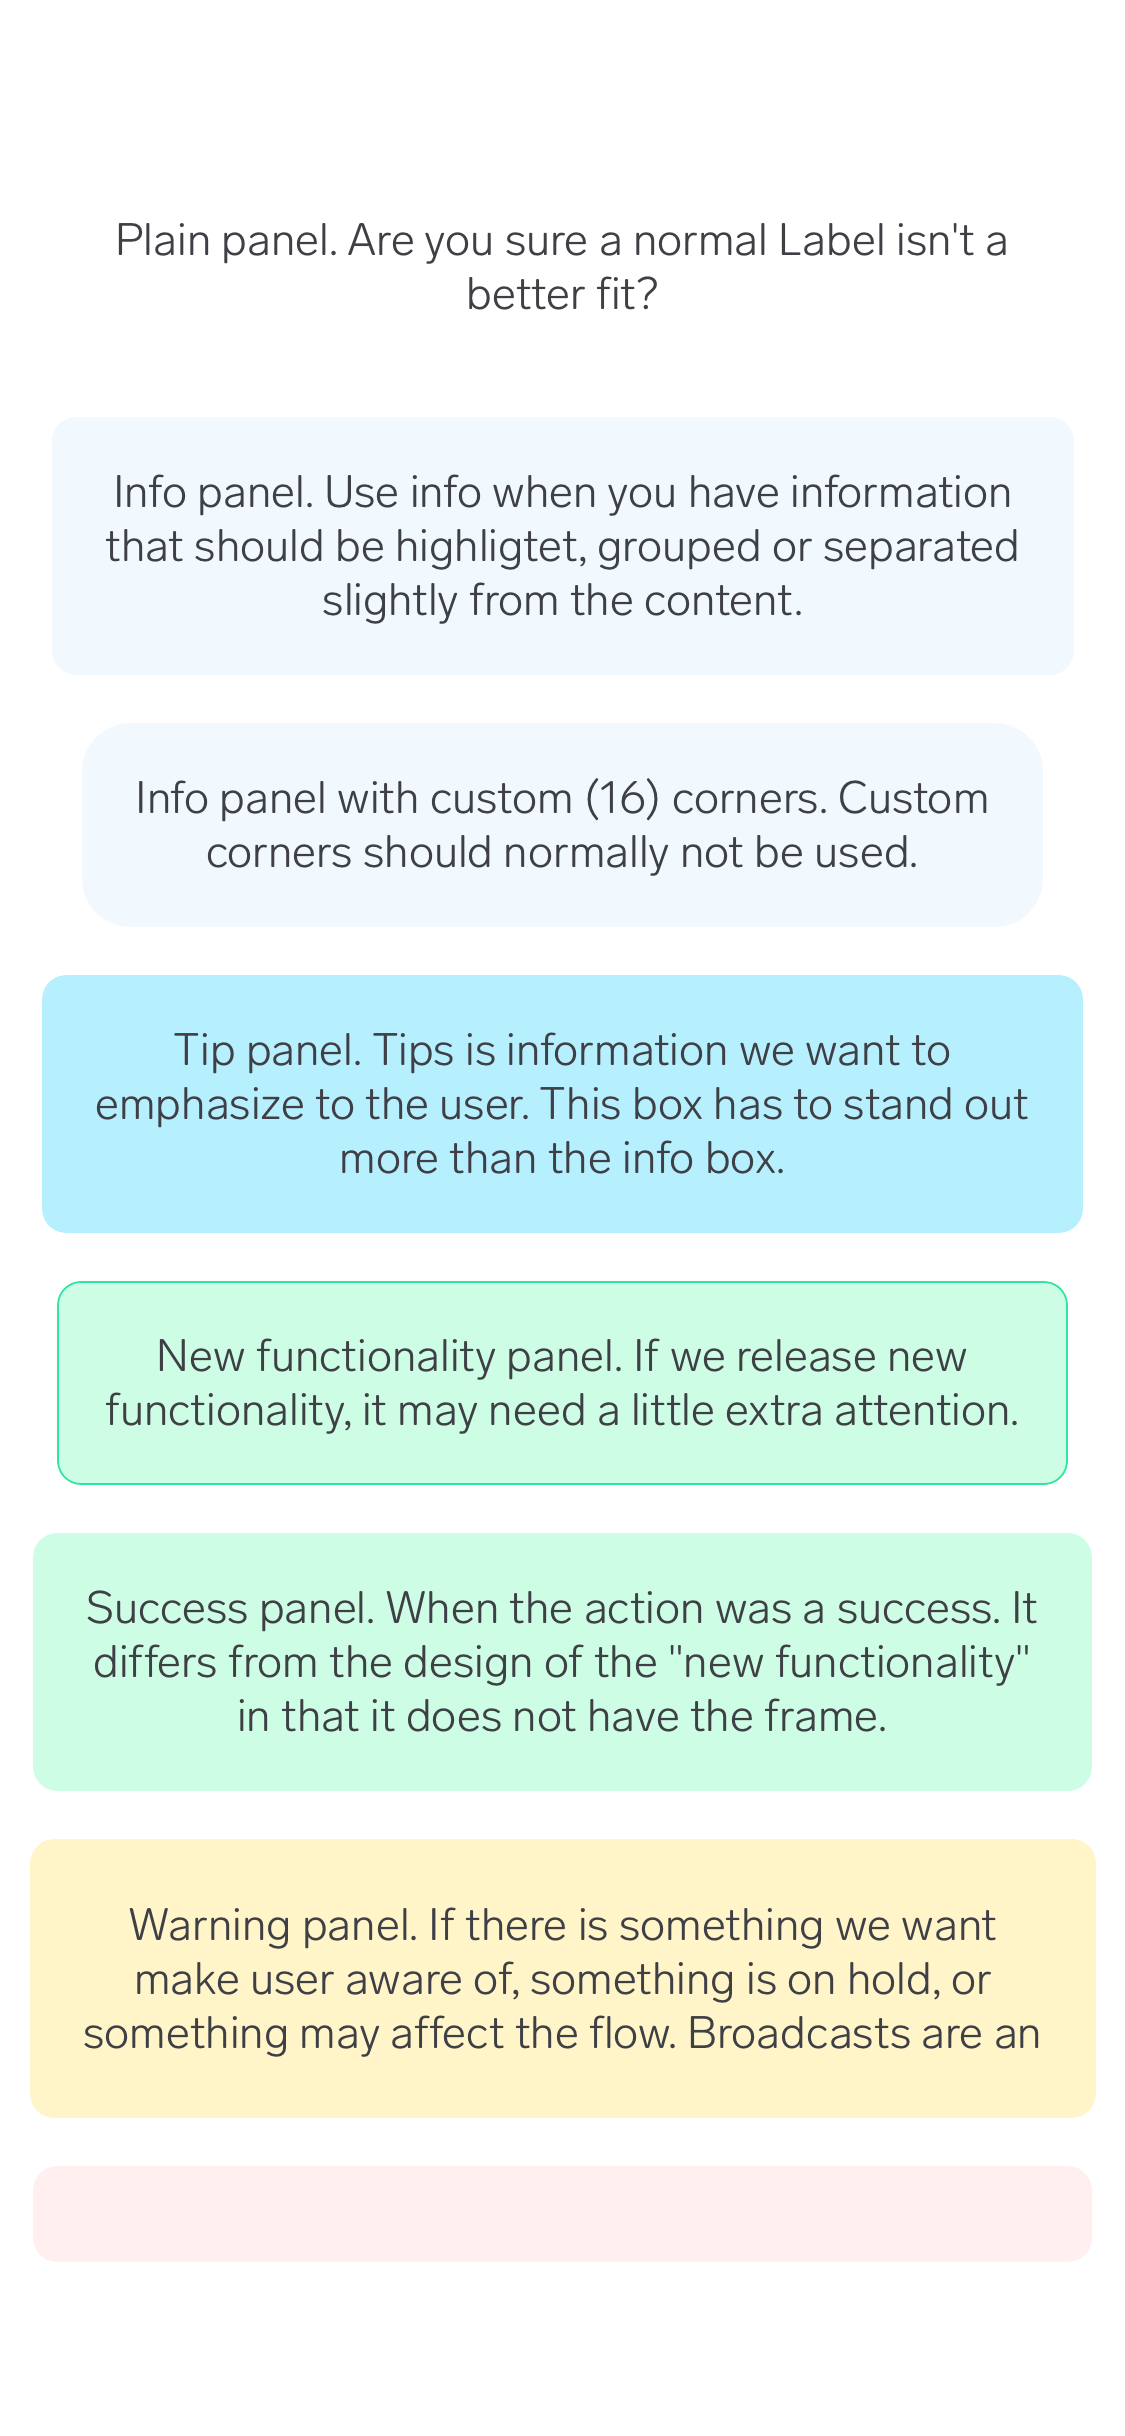 Plain panel. Are you sure a normal Label isn't a
better fit?
Info panel. Use info when you have information
that should be highligtet, grouped or separated
slightly from the content.
Info panel with custom (16) corners. Custom
corners should normally not be used.
Tip panel. Tips is information we want to
emphasize to the user. This box has to stand out
more than the info box.
New functionality panel. If we release new
functionality, it may need a little extra attention.
Success panel. When the action was a success. It
differs from the design of the "new functionality"
in that it does not have the frame.
Warning panel. If there is something we want
make user aware of, something is on hold, or
something may affect the flow. Broadcasts are an